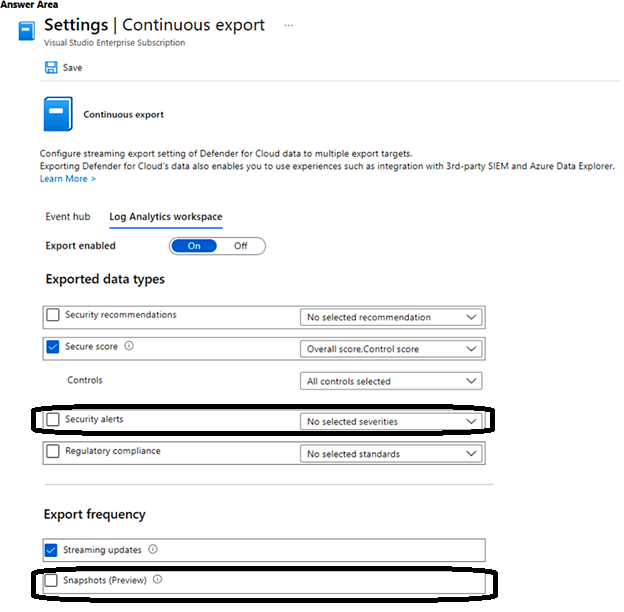 Answer Area
Settings | Continuous export ...
Visual Studio Enterprise Subscription
Save
Continuous export
Configure streaming export setting of Defender for Cloud data to multiple export targets.
Exporting Defender for Cloud's data also enables you to use experiences such as integration with 3rd-party SIEM and Azure Data Explorer.
Learn More >
Event hub Log Analytics workspace
Export enabled On Off
Exported data types
Security recommendations No selected recommendation
Secure score Overall score,Control score
Controls All controls selected
Security alerts No selected severities
Regulatory compliance No selected standards
Export frequency
Streaming updates
Snapshots (Preview)